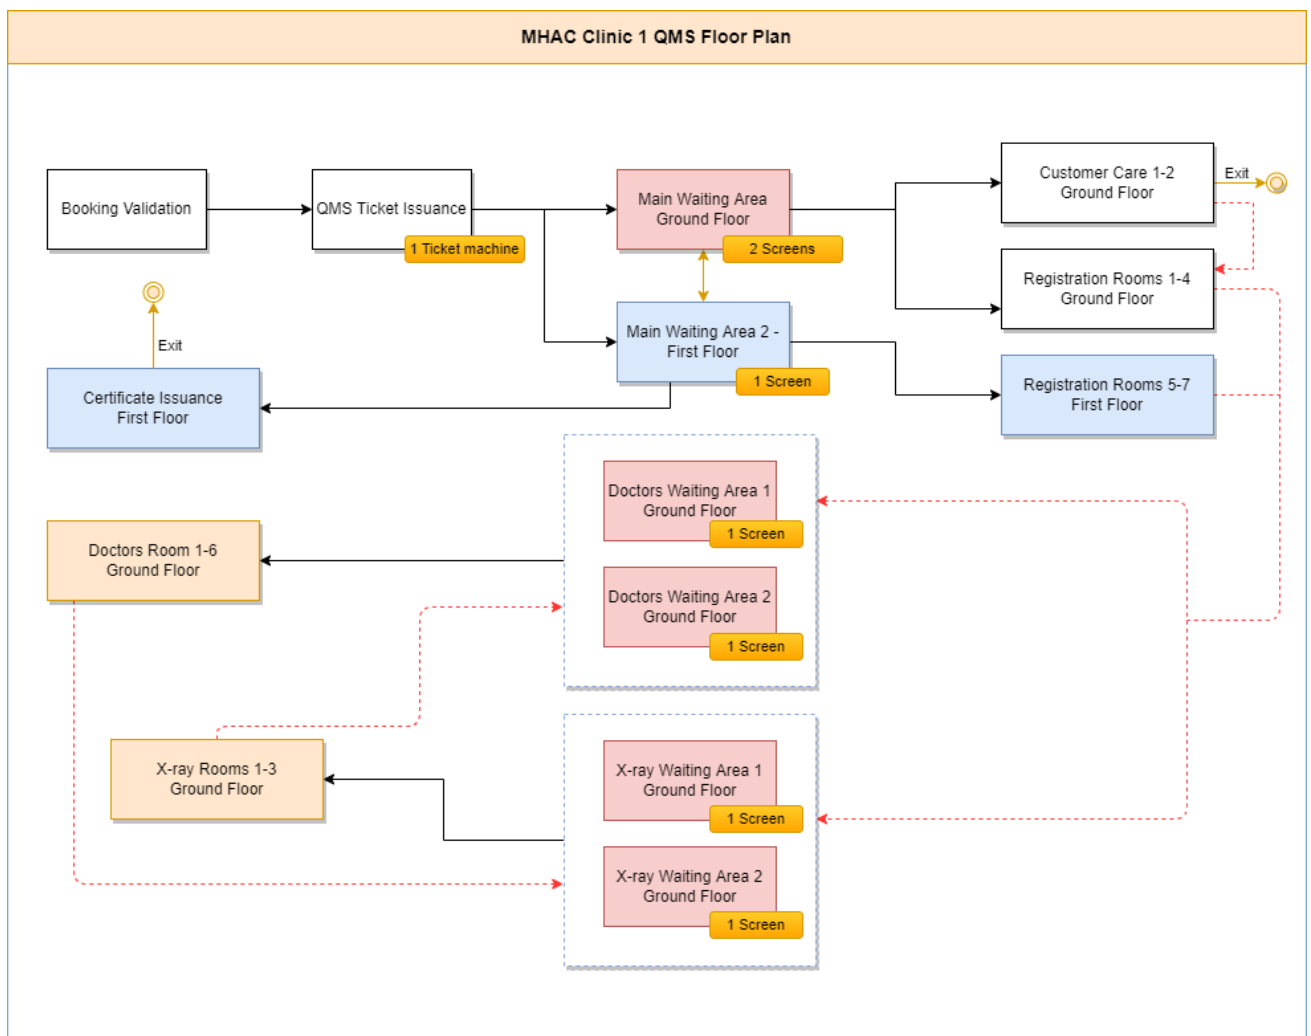 MHAC Clinic 1 QMS Floor Plan
Booking Validation
QMS Ticket Issuance
1 Ticket machine
Main Waiting Area
Ground Floor
2 Screens
Customer Care 1-2
Ground Floor
Exit
Registration Rooms 1-4
Ground Floor
Main Waiting Area 2 -
First Floor
1 Screen
Registration Rooms 5-7
First Floor
Exit
Certificate Issuance
First Floor
Doctors Waiting Area 1
Ground Floor
1 Screen
Doctors Room 1-6
Ground Floor
Doctors Waiting Area 2
Ground Floor
1 Screen
X-ray Rooms 1-3
Ground Floor
X-ray Waiting Area 1
Ground Floor
1 Screen
X-ray Waiting Area 2
Ground Floor
1 Screen